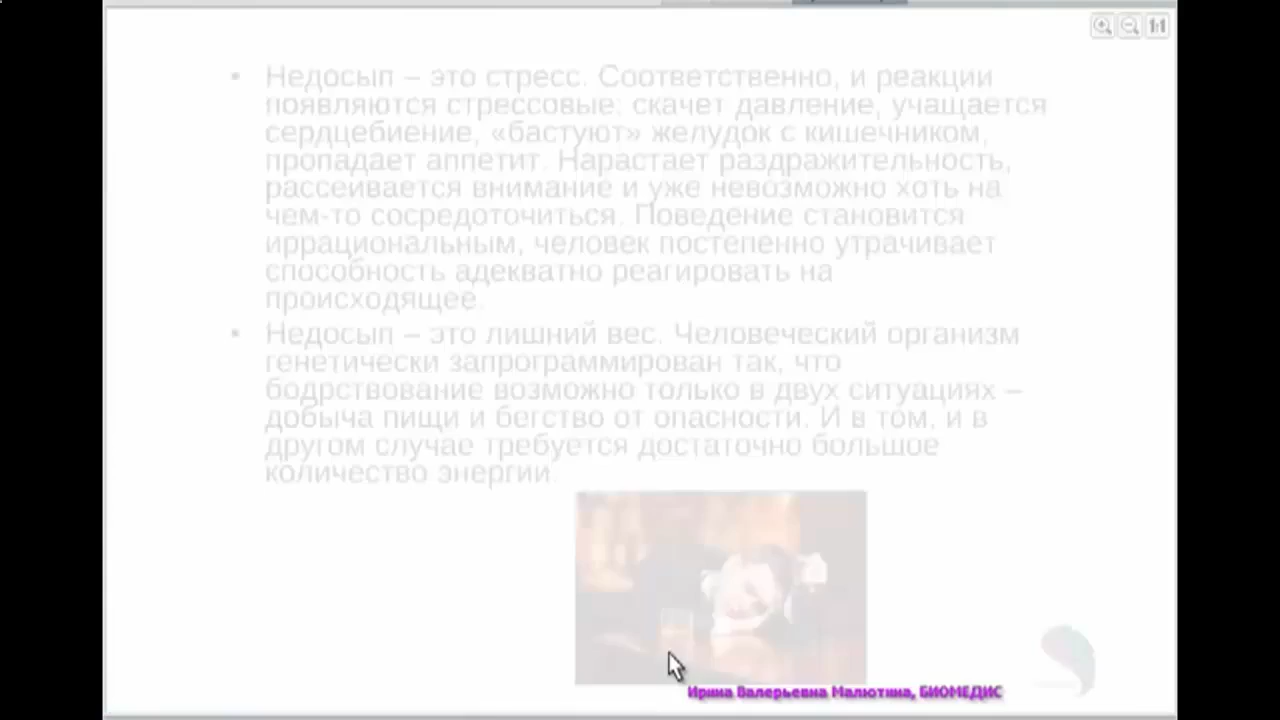 1:1
• Недосып – это стресс. Соответственно, и реакции
появляются стрессовые: скачет давление, учащается
сердцебиение, «бастуют» желудок с кишечником,
пропадает аппетит. Нарастает раздражительность,
рассеивается внимание и уже невозможно хоть на
чем-то сосредоточиться. Поведение становится
иррациональным, человек постепенно утрачивает
способность адекватно реагировать на
происходящее.
• Недосып – это лишний вес. Человеческий организм
генетически запрограммирован так, что
бодрствование возможно только в двух ситуациях –
добыча пищи и бегство от опасности. И в том, и в
другом случае требуется достаточно большое
количество энергии.
Ирина Валерьевна Малютина, БИОМЕДИС